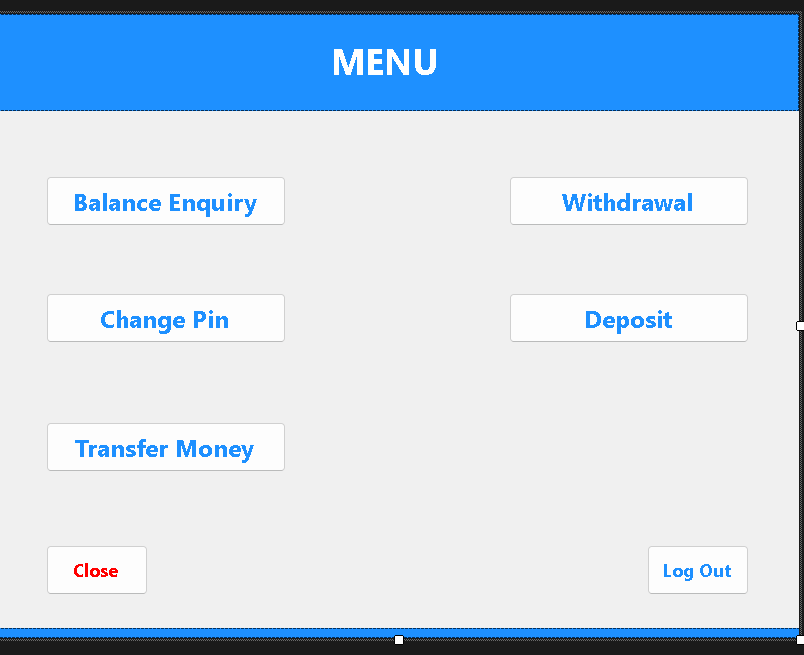 MENU
Balance Enquiry
Withdrawal
Change Pin
Deposit
Transfer Money
Close
Log Out